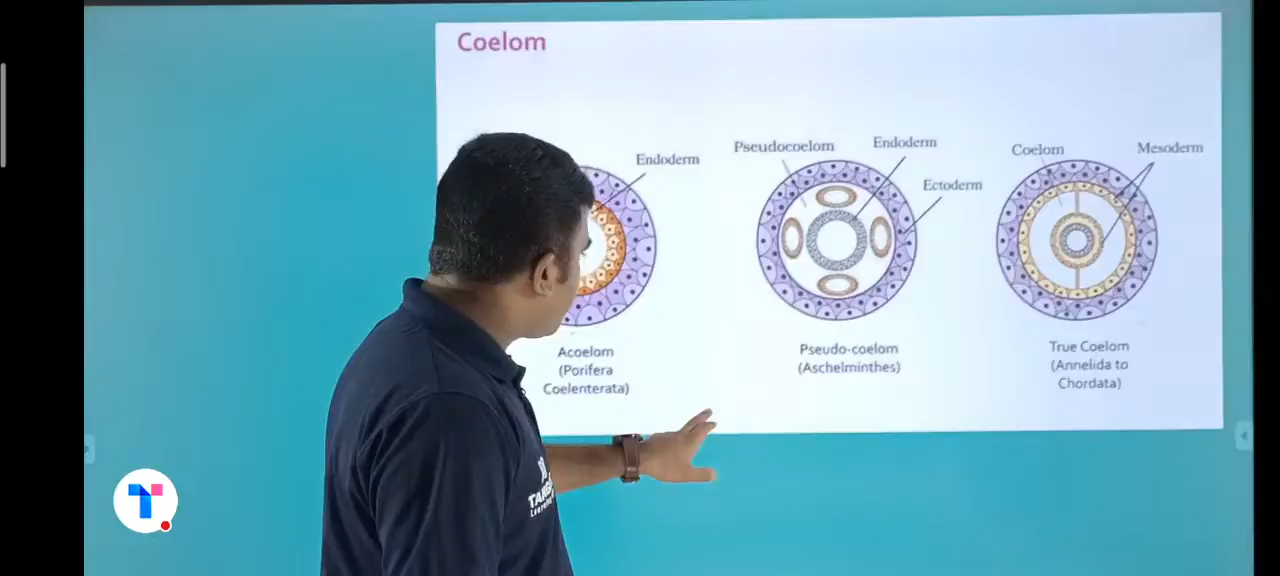 Coelom
Endoderm
Acoelom
(Porifera
Coelenterata)
Pseudocoelom
Endoderm
Ectoderm
Pseudo-coelom
(Aschelminthes)
Coelom
Mesoderm
True Coelom
(Annelida to
Chordata)